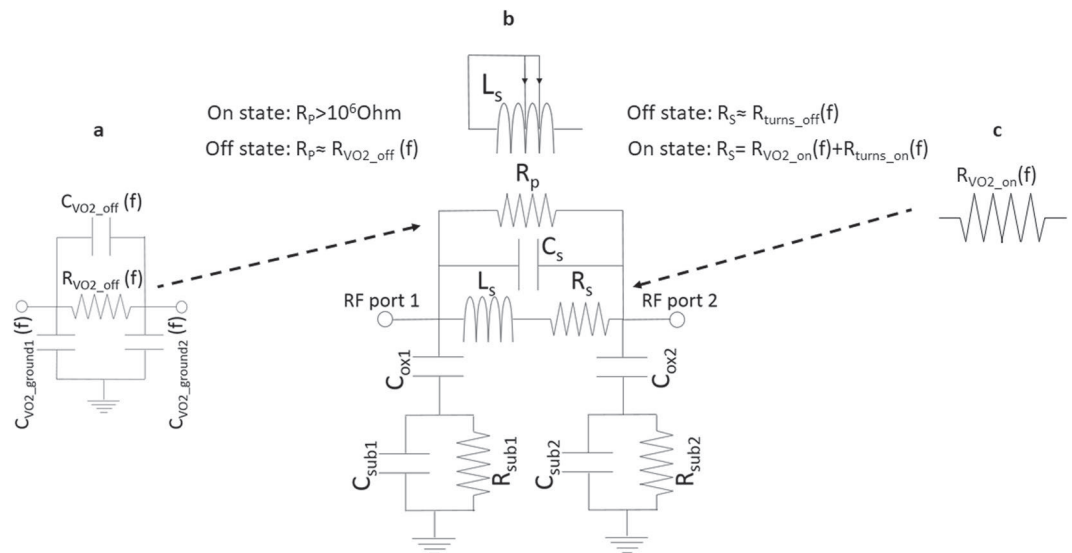 b
L_s
On state: R_P>10⁶Ohm
Off state: R_P≈ R_VO2_off (f)
Off state: R_S≈ R_turns_off(f)
On state: R_S= R_VO2_on(f)+R_turns_on(f)
a
c
C_VO2_off (f)
R_VO2_off (f)
C_VO2_ground1 (f)
C_VO2_ground2 (f)
R_p
C_s
L_s
R_s
RF port 1
RF port 2
C_ox1
C_ox2
C_sub1
R_sub1
C_sub2
R_sub2
R_VO2_on(f)